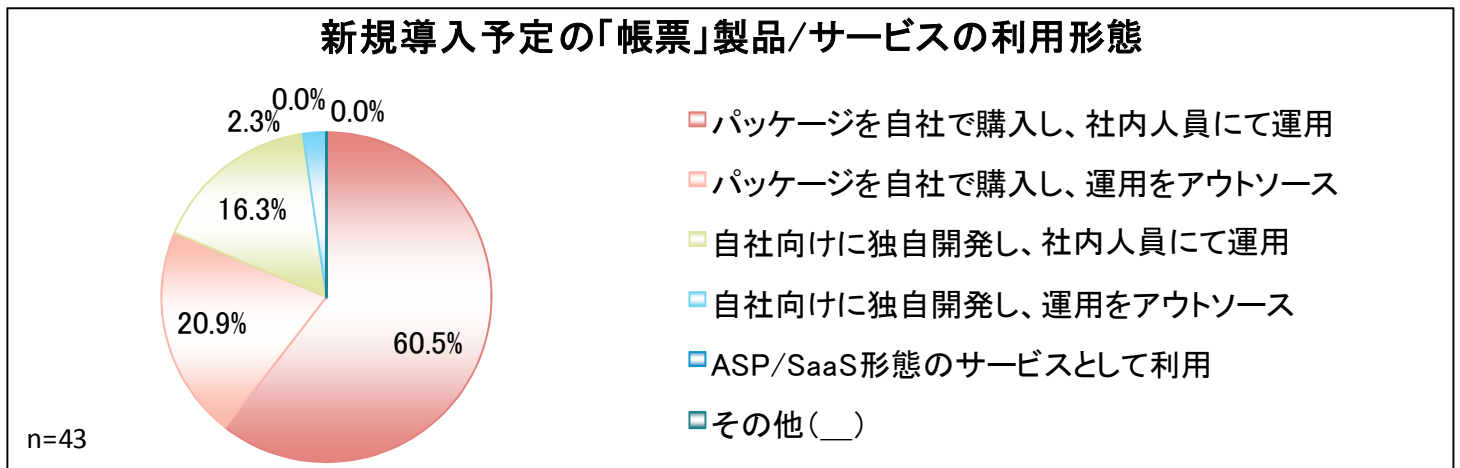 新規導入予定の「帳票」製品/サービスの利用形態
0.0%
0.0%
2.3%
16.3%
20.9%
60.5%
パッケージを自社で購入し、社内人員にて運用
パッケージを自社で購入し、運用をアウトソース
自社向けに独自開発し、社内人員にて運用
自社向けに独自開発し、運用をアウトソース
ASP/SaaS形態のサービスとして利用
その他(__)
n=43